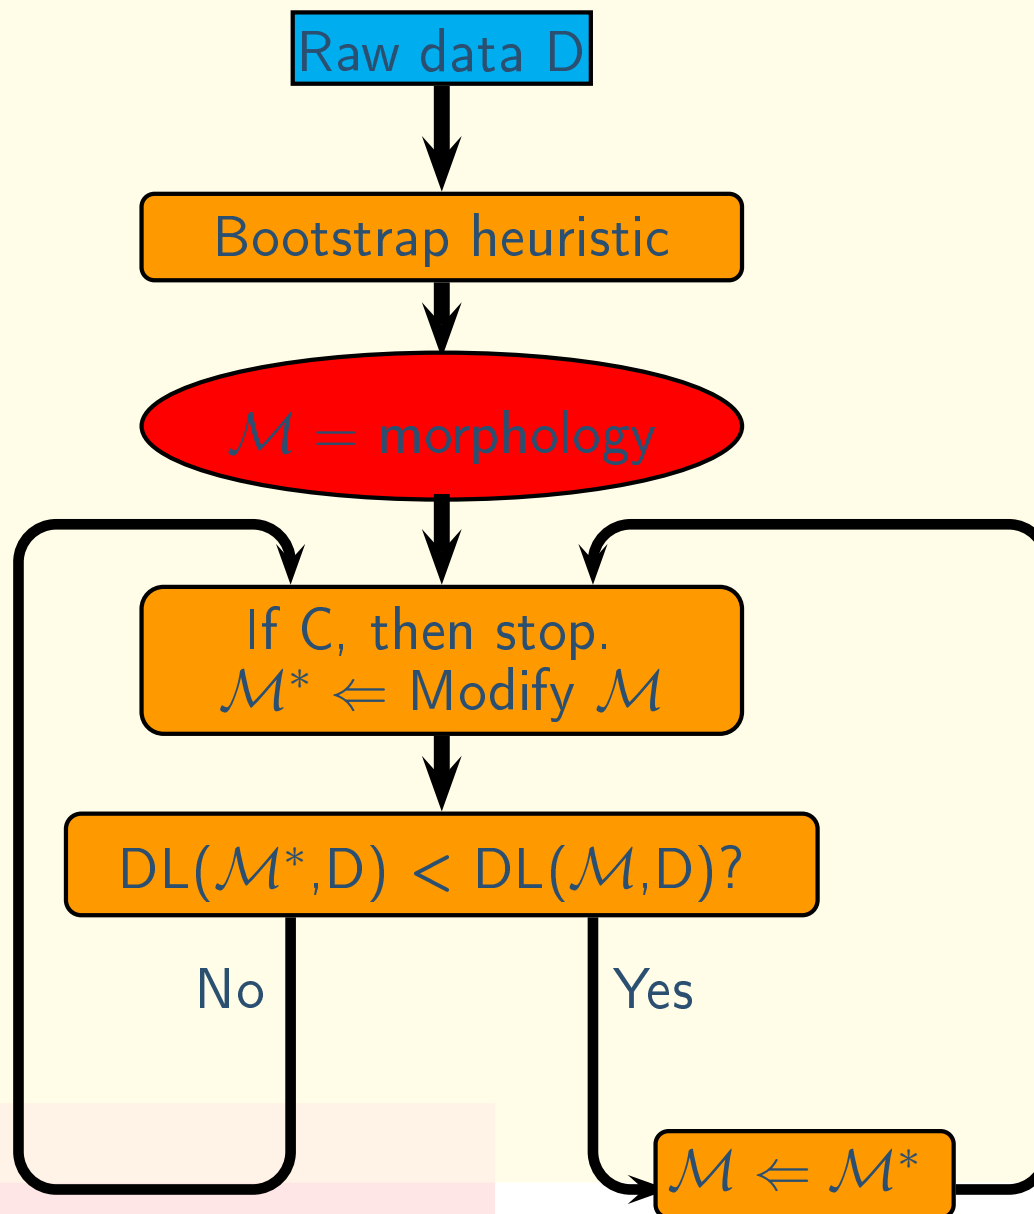 Raw data D
Bootstrap heuristic
ℳ = morphology
If C, then stop.
ℳ* ⇐ Modify ℳ
DL(ℳ*,D) < DL(ℳ,D)?
No
Yes
ℳ ⇐ ℳ*